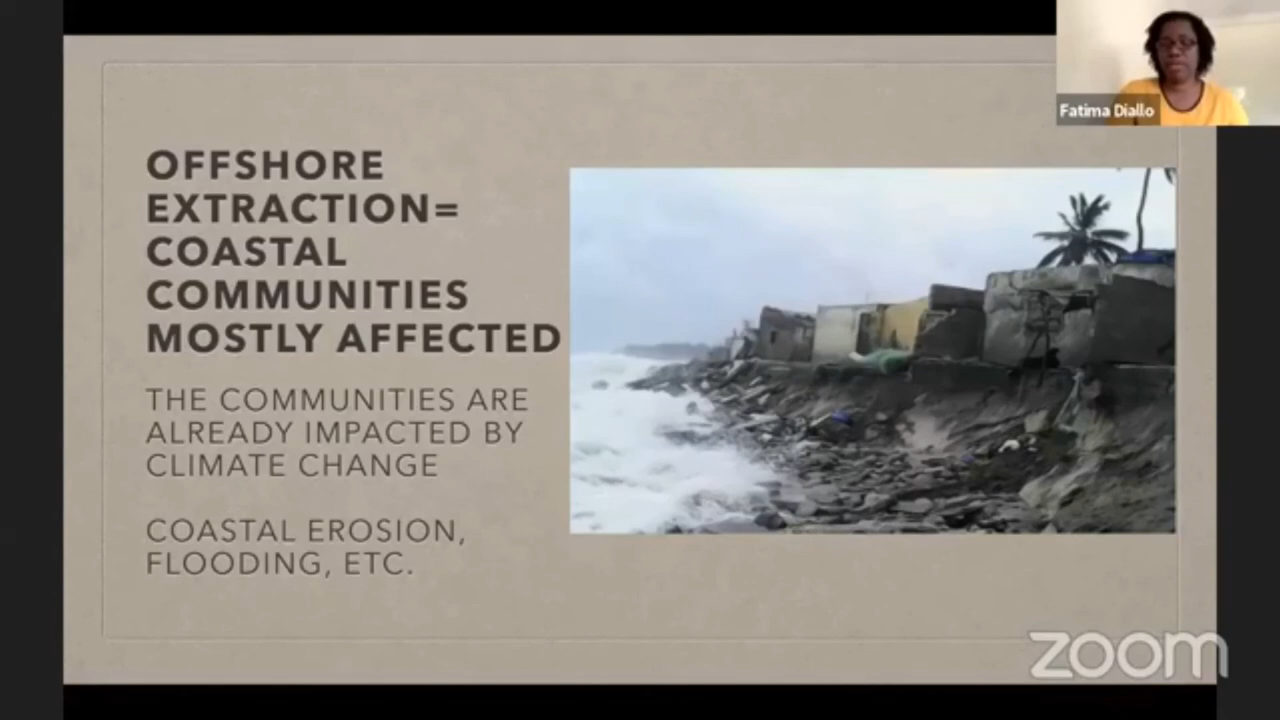 Fatima Diallo
OFFSHORE
EXTRACTION=
COASTAL
COMMUNITIES
MOSTLY AFFECTED
THE COMMUNITIES ARE
ALREADY IMPACTED BY
CLIMATE CHANGE
COASTAL EROSION,
FLOODING, ETC.
zoom